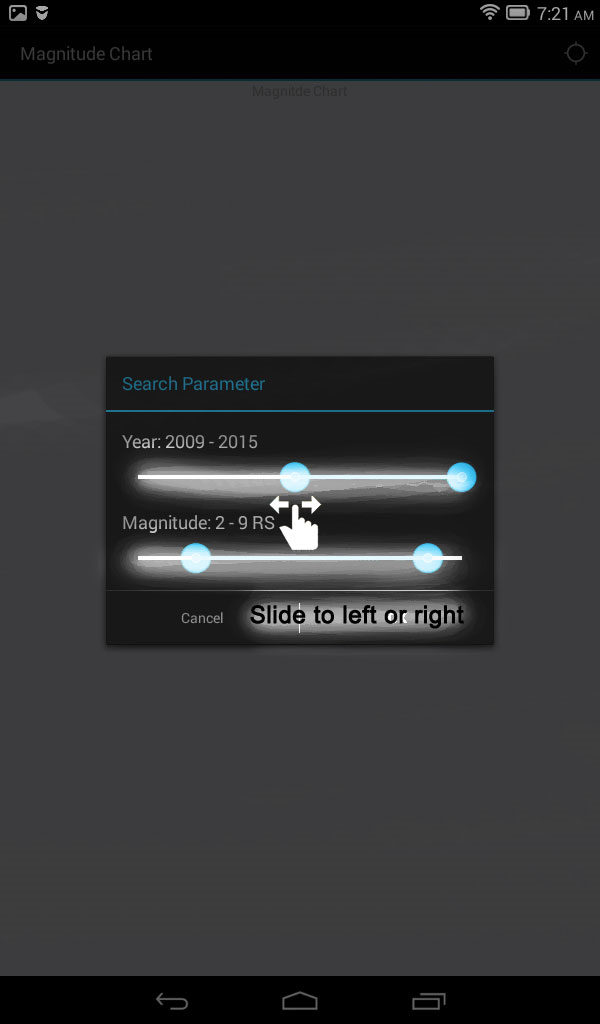 7:21 AM
Magnitude Chart
Magnitde Chart
Search Parameter
Year: 2009 - 2015
Magnitude: 2 - 9 RS
Cancel
Slide to left or right